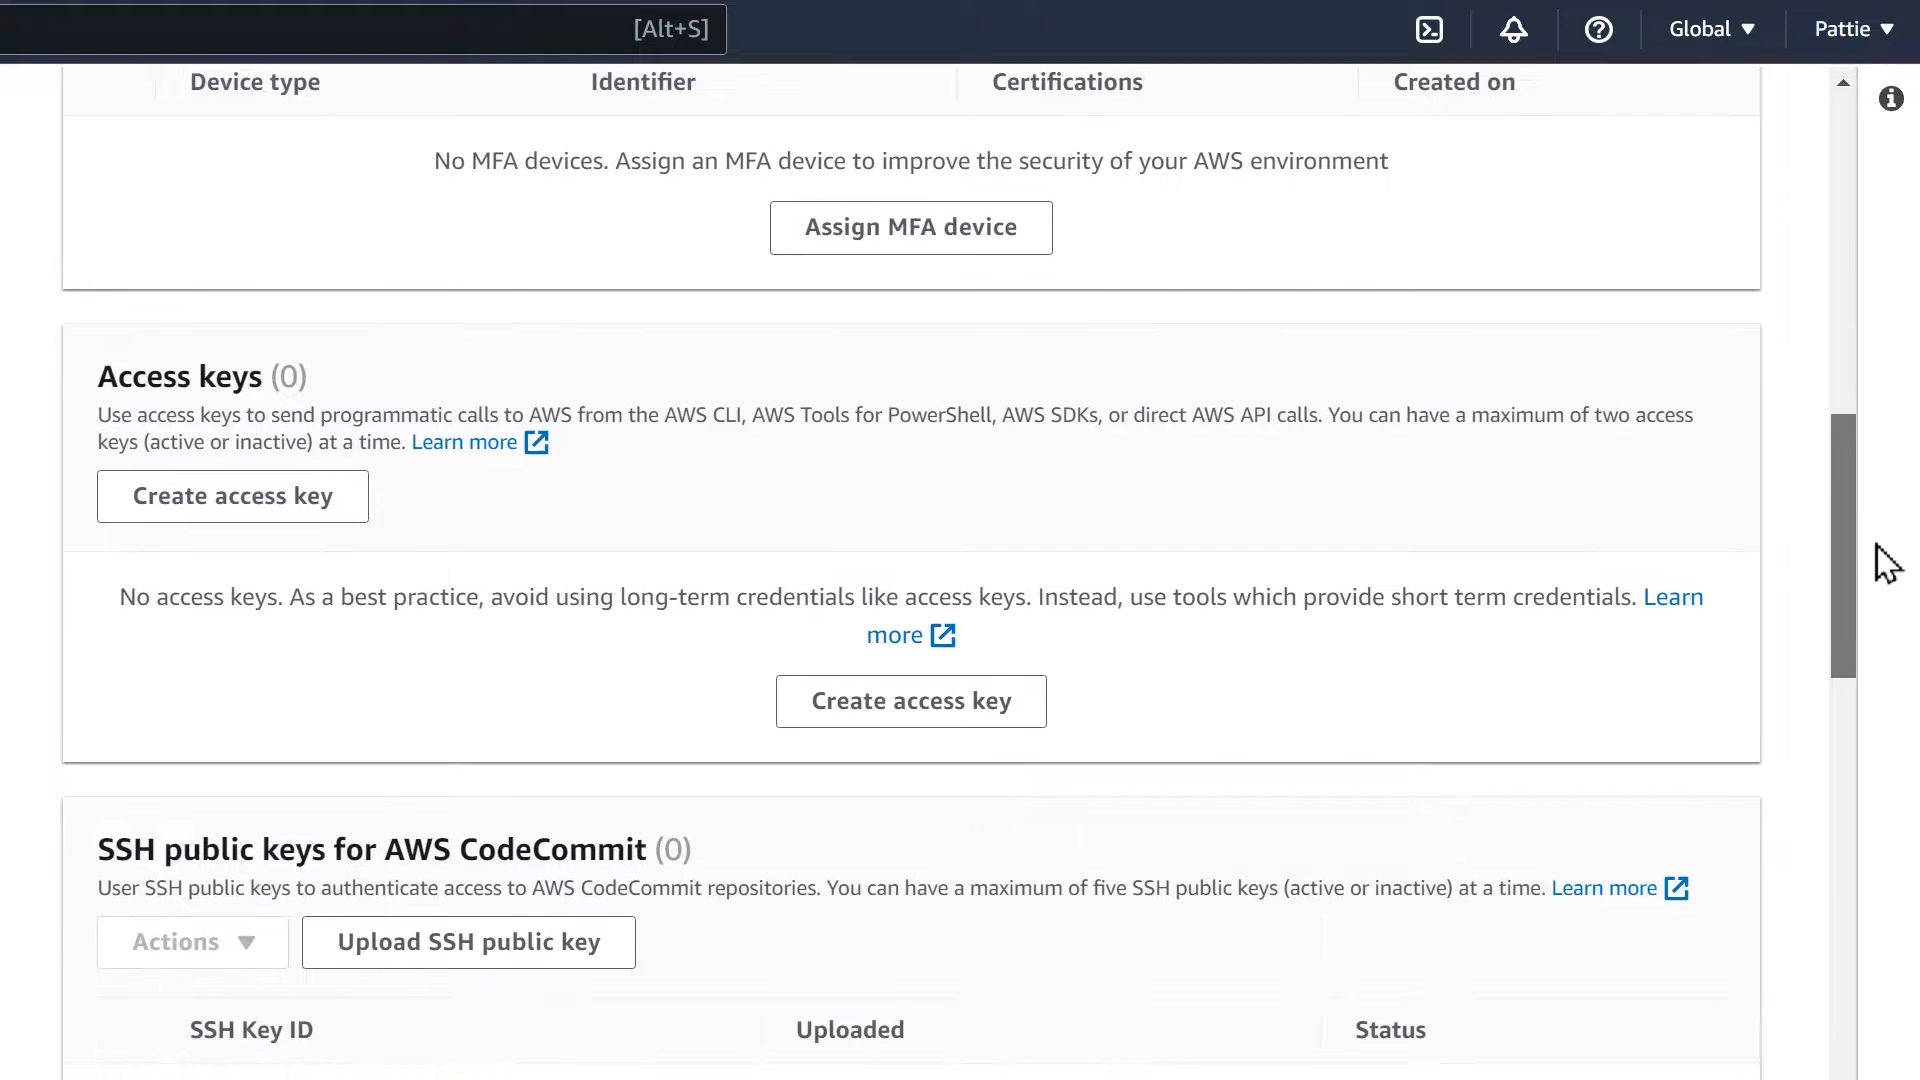 [Alt+S]
Global
Pattie
Device type
Identifier
Certifications
Created on
No MFA devices. Assign an MFA device to improve the security of your AWS environment
Assign MFA device
Access keys (0)
Use access keys to send programmatic calls to AWS from the AWS CLI, AWS Tools for PowerShell, AWS SDKs, or direct AWS API calls. You can have a maximum of two access
keys (active or inactive) at a time. Learn more
Create access key
No access keys. As a best practice, avoid using long-term credentials like access keys. Instead, use tools which provide short term credentials. Learn
more
Create access key
SSH public keys for AWS CodeCommit (0)
User SSH public keys to authenticate access to AWS CodeCommit repositories. You can have a maximum of five SSH public keys (active or inactive) at a time. Learn more
Actions
Upload SSH public key
SSH Key ID
Uploaded
Status